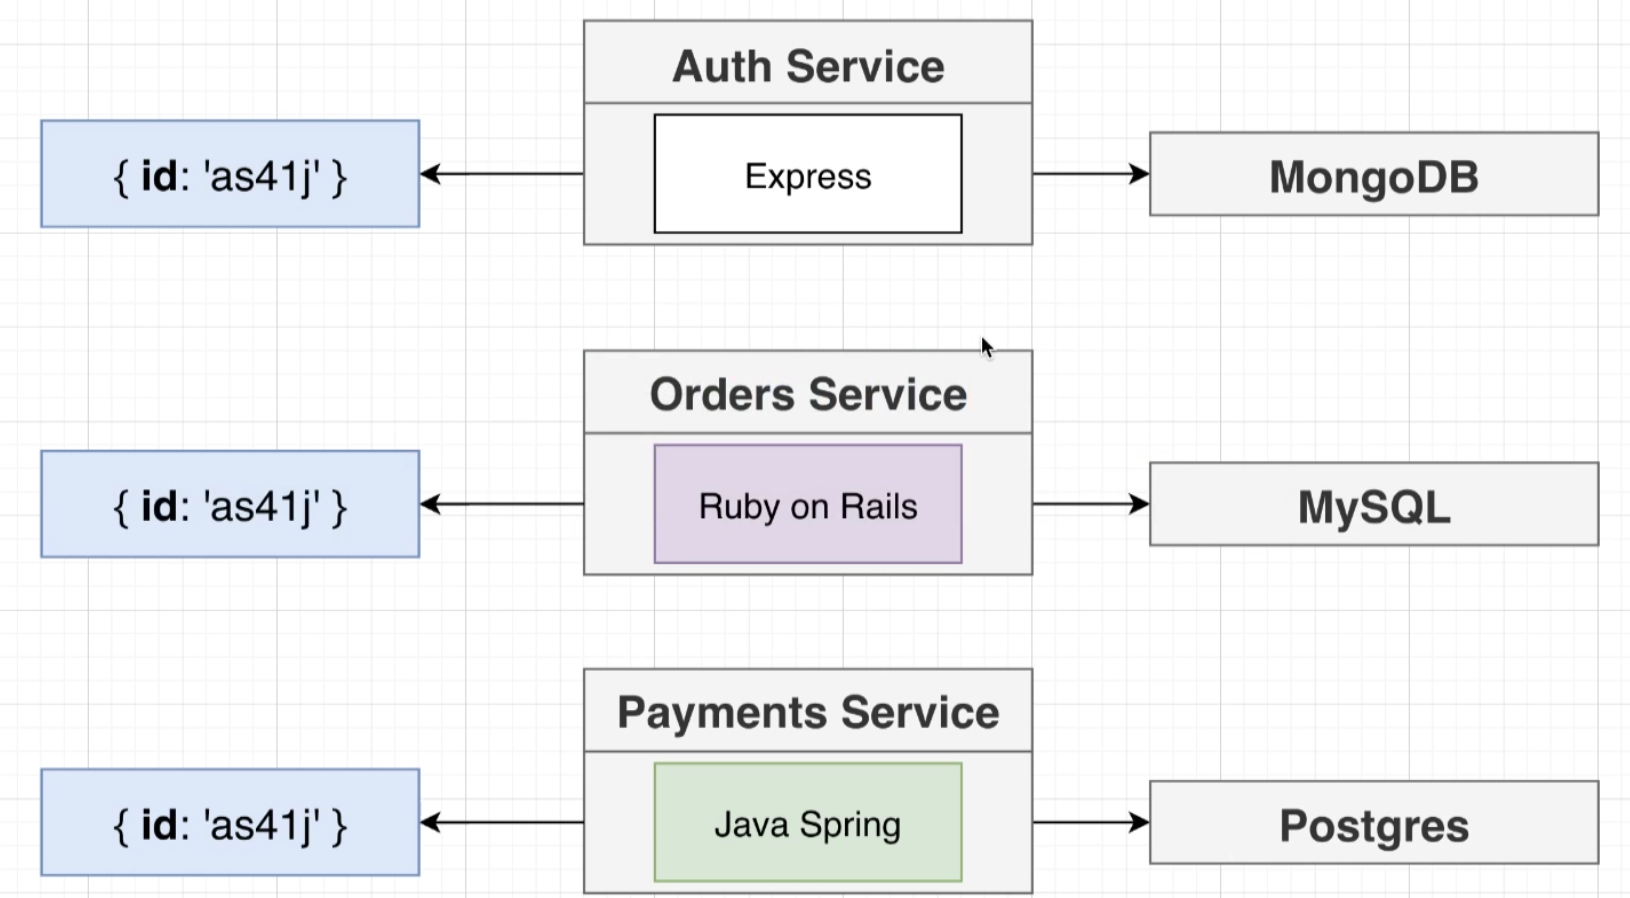 Auth Service
{ id: 'as41j' }
Express
MongoDB
Orders Service
{ id: 'as41j' }
Ruby on Rails
MySQL
Payments Service
{ id: 'as41j' }
Java Spring
Postgres